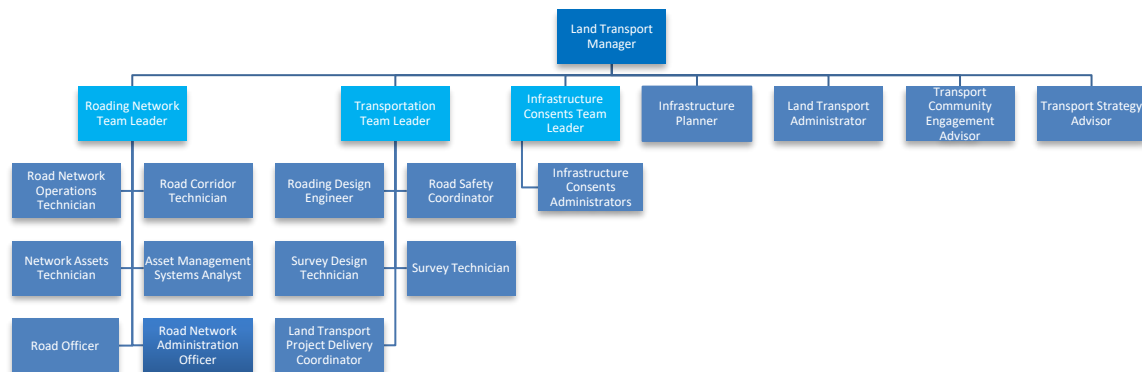 Land Transport
Manager
Roading Network
Team Leader
Transportation
Team Leader
Infrastructure
Consents Team
Leader
Infrastructure
Planner
Land Transport
Administrator
Transport
Community
Engagement
Advisor
Transport Strategy
Advisor
Road Network
Operations
Technician
Road Corridor
Technician
Roading Design
Engineer
Road Safety
Coordinator
Infrastructure
Consents
Administrators
Network Assets
Technician
Asset Management
Systems Analyst
Survey Design
Technician
Survey Technician
Road Officer
Road Network
Administration
Officer
Land Transport
Project Delivery
Coordinator